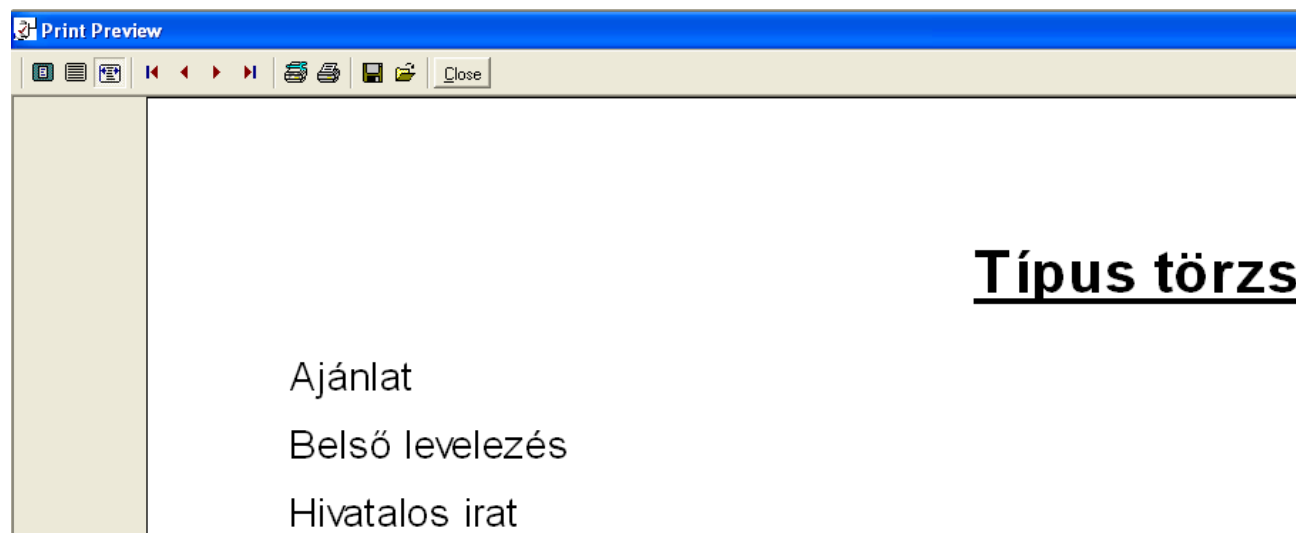 Print Preview
Close
Típus törzs
Ajánlat
Belső levelezés
Hivatalos irat